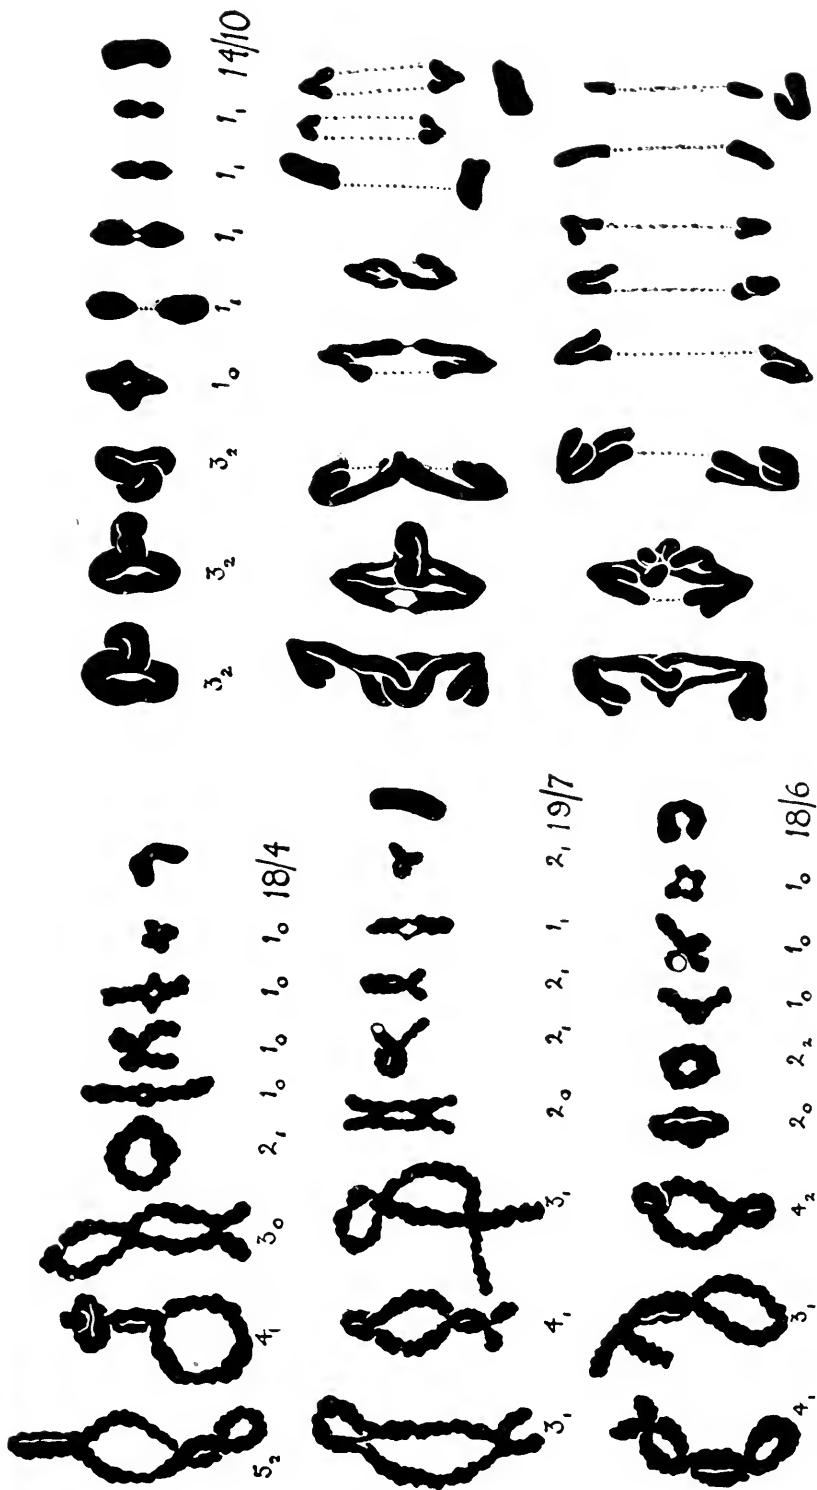 5₂ 4₁ 3₀ 2₁ 1₀ 1₀ 1₀ 1₀ 18/4
3₁ 4₁ 3₁ 2₀ 2₁ 2₁ 1₁ 2₁ 19/7
4₁ 3₁ 4₂ 2₀ 2₂ 1₀ 1₀ 1₀ 18/6
3₂ 3₂ 3₂ 1₀ 1₁ 1₁ 1₁ 1₁ 14/10